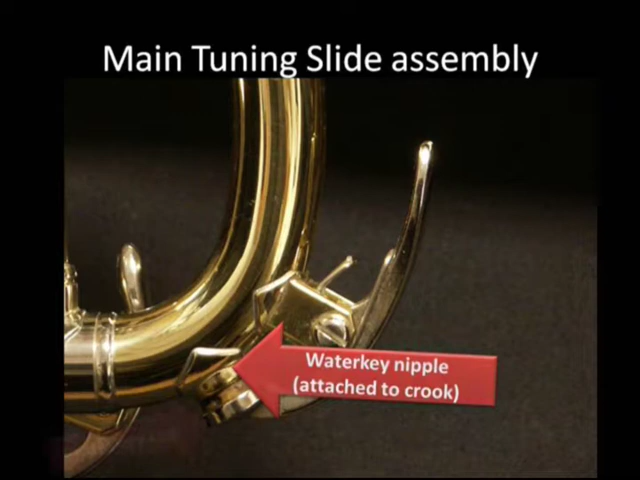 Main Tuning Slide assembly
Waterkey nipple
(attached to crook)